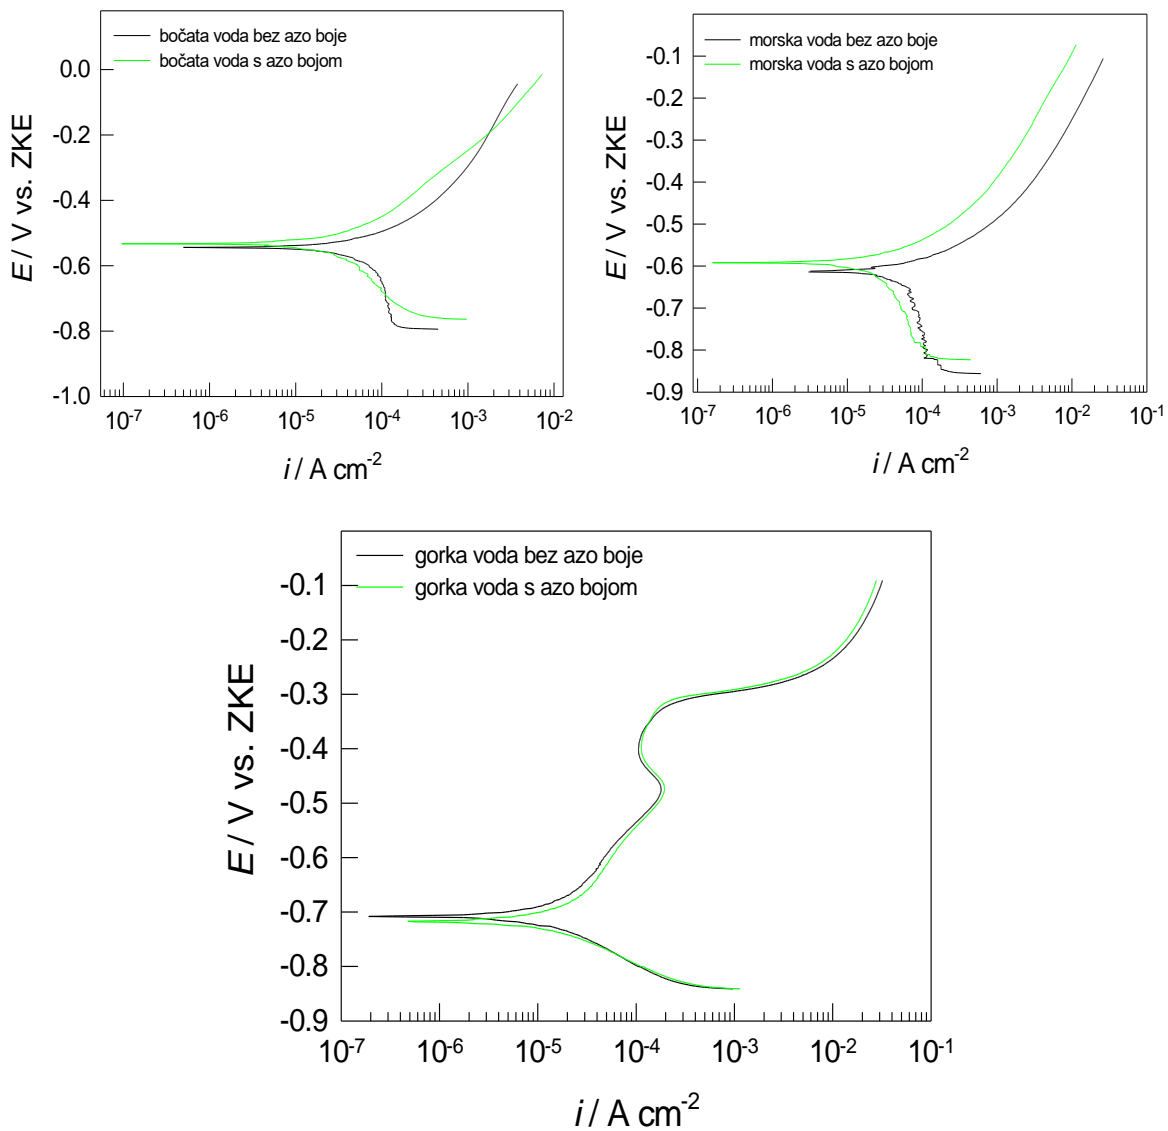 bočata voda bez azo boje
bočata voda s azo bojom
0.0
-0.2
-0.4
-0.6
-0.8
-1.0
E / V vs. ZKE
10-7 10-6 10-5 10-4 10-3 10-2
i / A cm-2
morska voda bez azo boje
morska voda s azo bojom
-0.1
-0.2
-0.3
-0.4
-0.5
-0.6
-0.7
-0.8
-0.9
E / V vs. ZKE
10-7 10-6 10-5 10-4 10-3 10-2 10-1
i / A cm-2
gorka voda bez azo boje
gorka voda s azo bojom
-0.1
-0.2
-0.3
-0.4
-0.5
-0.6
-0.7
-0.8
-0.9
E / V vs. ZKE
10-7 10-6 10-5 10-4 10-3 10-2 10-1
i / A cm-2